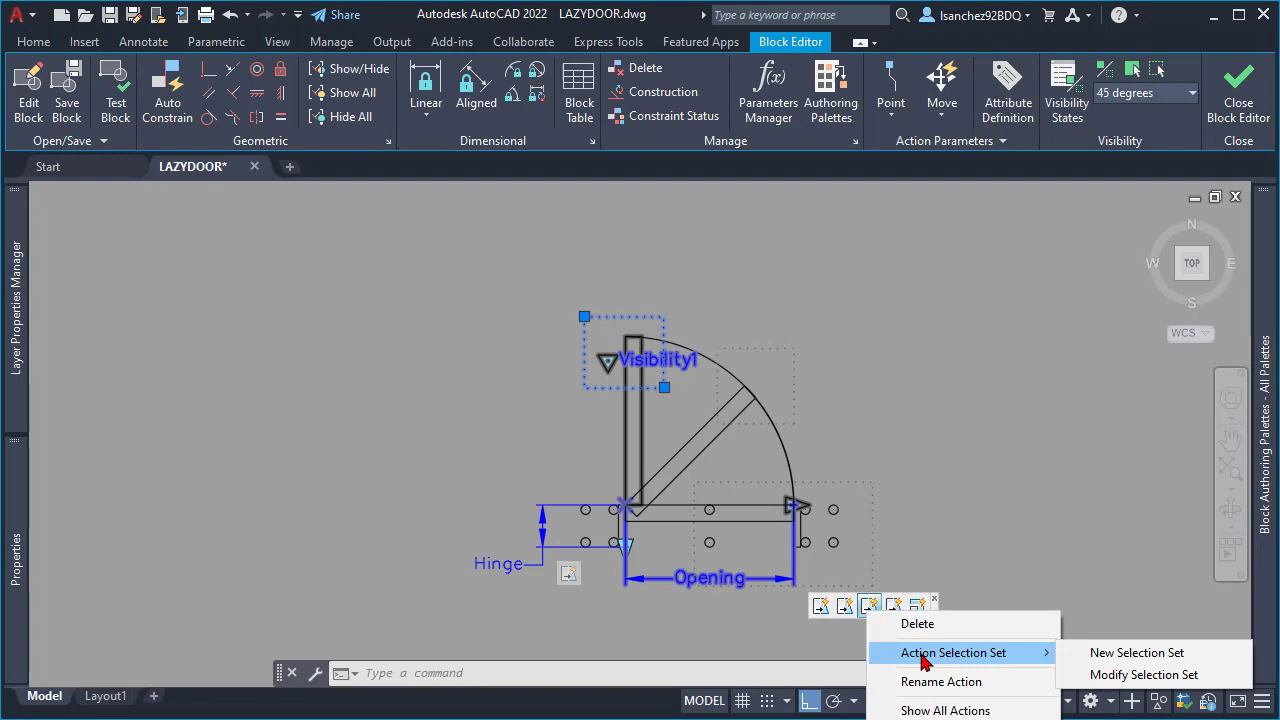 Share
Autodesk AutoCAD 2022 LAZYDOOR.dwg
Type a keyword or phrase
lsanchez92BDQ
Home Insert Annotate Parametric View Manage Output Add-ins Collaborate Express Tools Featured Apps Block Editor
Edit Block
Save Block
Test Block
Auto Constrain
Show/Hide
Show All
Hide All
Linear
Aligned
Block Table
Delete
Construction
Constraint Status
Parameters Manager
Authoring Palettes
Point
Move
Attribute Definition
Visibility States
45 degrees
Close Block Editor
Open/Save Geometric Dimensional Manage Action Parameters Visibility Close
Start LAZYDOOR*
Layer Properties Manager
Properties
Block Authoring Palettes - All Palettes
N
W TOP E
S
WCS
Visibility1
Hinge
Opening
Delete
Action Selection Set
New Selection Set
Modify Selection Set
Rename Action
Show All Actions
Type a command
Model Layout1
MODEL